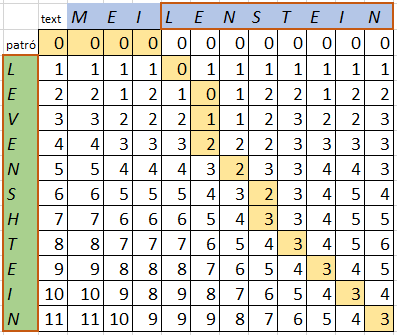 text M E I L E N S T E I N
patró 0 0 0 0 0 0 0 0 0 0 0 0
L 1 1 1 1 0 1 1 1 1 1 1 1
E 2 2 1 2 1 0 1 2 2 1 2 2
V 3 3 2 2 2 1 1 2 3 2 2 3
E 4 4 3 3 3 2 2 2 3 3 3 3
N 5 5 4 4 4 3 2 3 3 4 4 3
S 6 6 5 5 5 4 3 2 3 4 5 4
H 7 7 6 6 6 5 4 3 3 4 5 5
T 8 8 7 7 7 6 5 4 3 4 5 6
E 9 9 8 8 8 7 6 5 4 3 4 5
I 10 10 9 8 9 8 7 6 5 4 3 4
N 11 11 10 9 9 9 8 7 6 5 4 3